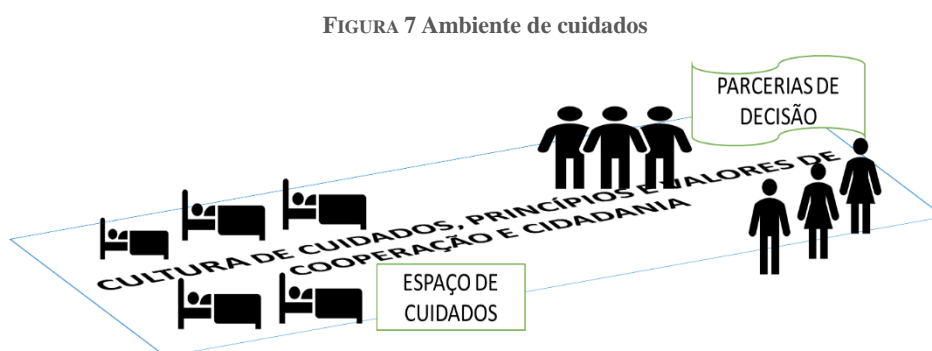 FIGURA 7 Ambiente de cuidados
PARCERIAS DE
DECISÃO
CULTURA DE CUIDADOS, PRINCÍPIOS E VALORES DE
COOPERAÇÃO E CIDADANIA
ESPAÇO DE
CUIDADOS